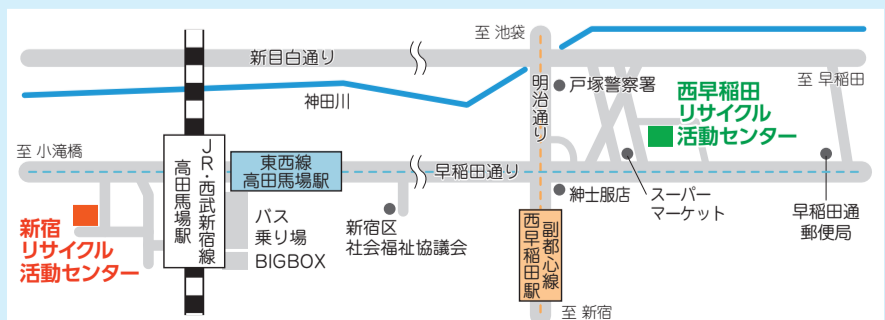 至 池袋
新目白通り
神田川
明治通り
戸塚警察署
西早稲田
リサイクル
活動センター
至 早稲田
至 小滝橋
JR・西武新宿線
高田馬場駅
東西線
高田馬場駅
早稲田通り
新宿
リサイクル
活動センター
バス
乗り場
BIGBOX
新宿区
社会福祉協議会
紳士服店
スーパー
マーケット
早稲田通
郵便局
副都心線
西早稲田駅
至 新宿